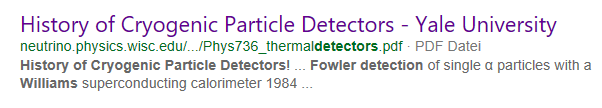 History of Cryogenic Particle Detectors - Yale University
neutrino.physics.wisc.edu/.../Phys736_thermaldetectors.pdf · PDF Datei
History of Cryogenic Particle Detectors! ... Fowler detection of single α particles with a
Williams superconducting calorimeter 1984 ...